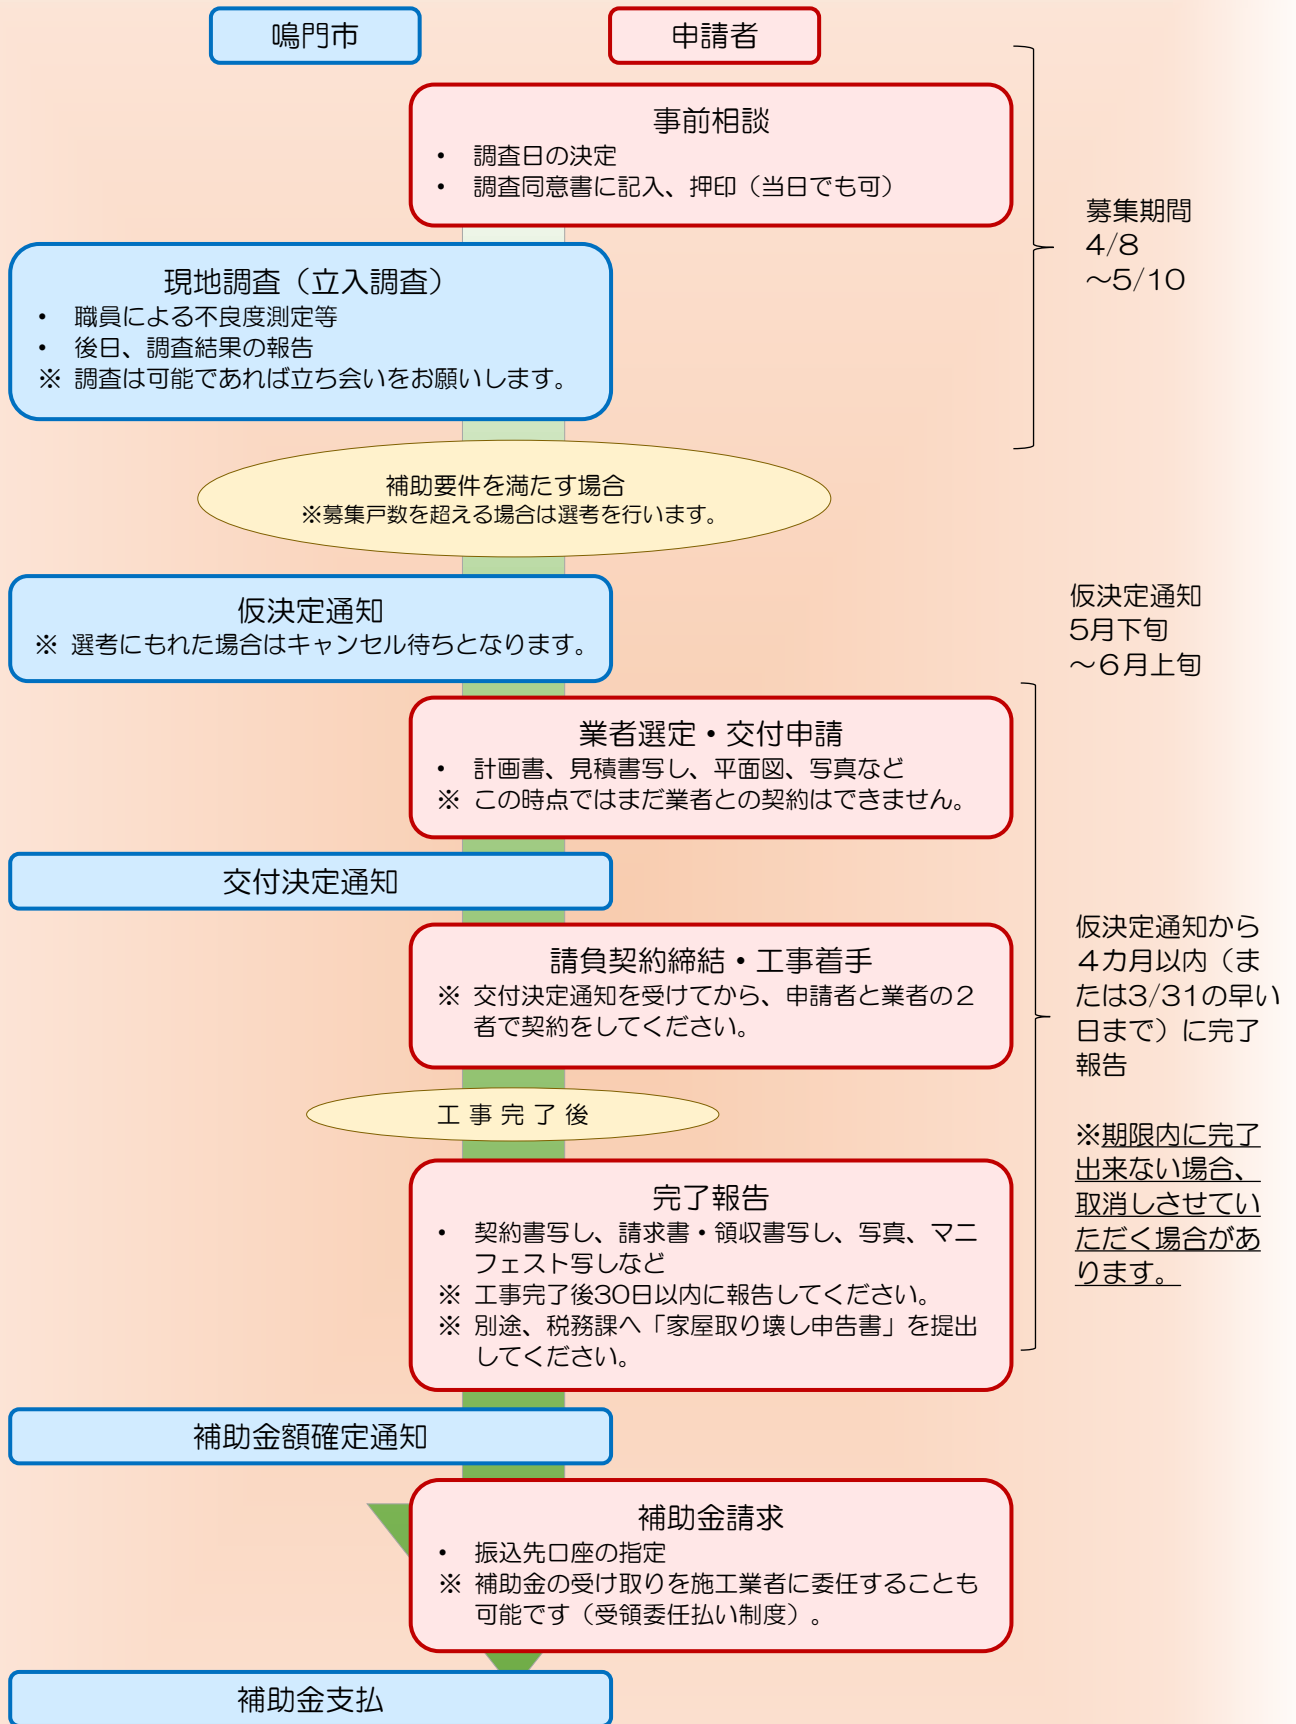 鳴門市
申請者
事前相談
• 調査日の決定
• 調査同意書に記入、押印（当日でも可）
募集期間
4/8
～5/10
現地調査（立入調査）
• 職員による不良度測定等
• 後日、調査結果の報告
※ 調査は可能であれば立ち会いをお願いします。
補助要件を満たす場合
※募集戸数を超える場合は選考を行います。
仮決定通知
※ 選考にもれた場合はキャンセル待ちとなります。
仮決定通知
5月下旬
～６月上旬
業者選定・交付申請
• 計画書、見積書写し、平面図、写真など
※ この時点ではまだ業者との契約はできません。
交付決定通知
請負契約締結・工事着手
※ 交付決定通知を受けてから、申請者と業者の２
者で契約をしてください。
仮決定通知から
４カ月以内（ま
たは3/31の早い
日まで）に完了
報告
※期限内に完了
出来ない場合、
取消しさせてい
ただく場合があ
ります。
工 事 完 了 後
完了報告
• 契約書写し、請求書・領収書写し、写真、マニ
フェスト写しなど
※ 工事完了後30日以内に報告してください。
※ 別途、税務課へ「家屋取り壊し申告書」を提出
してください。
補助金額確定通知
補助金請求
• 振込先口座の指定
※ 補助金の受け取りを施工業者に委任することも
可能です（受領委任払い制度）。
補助金支払